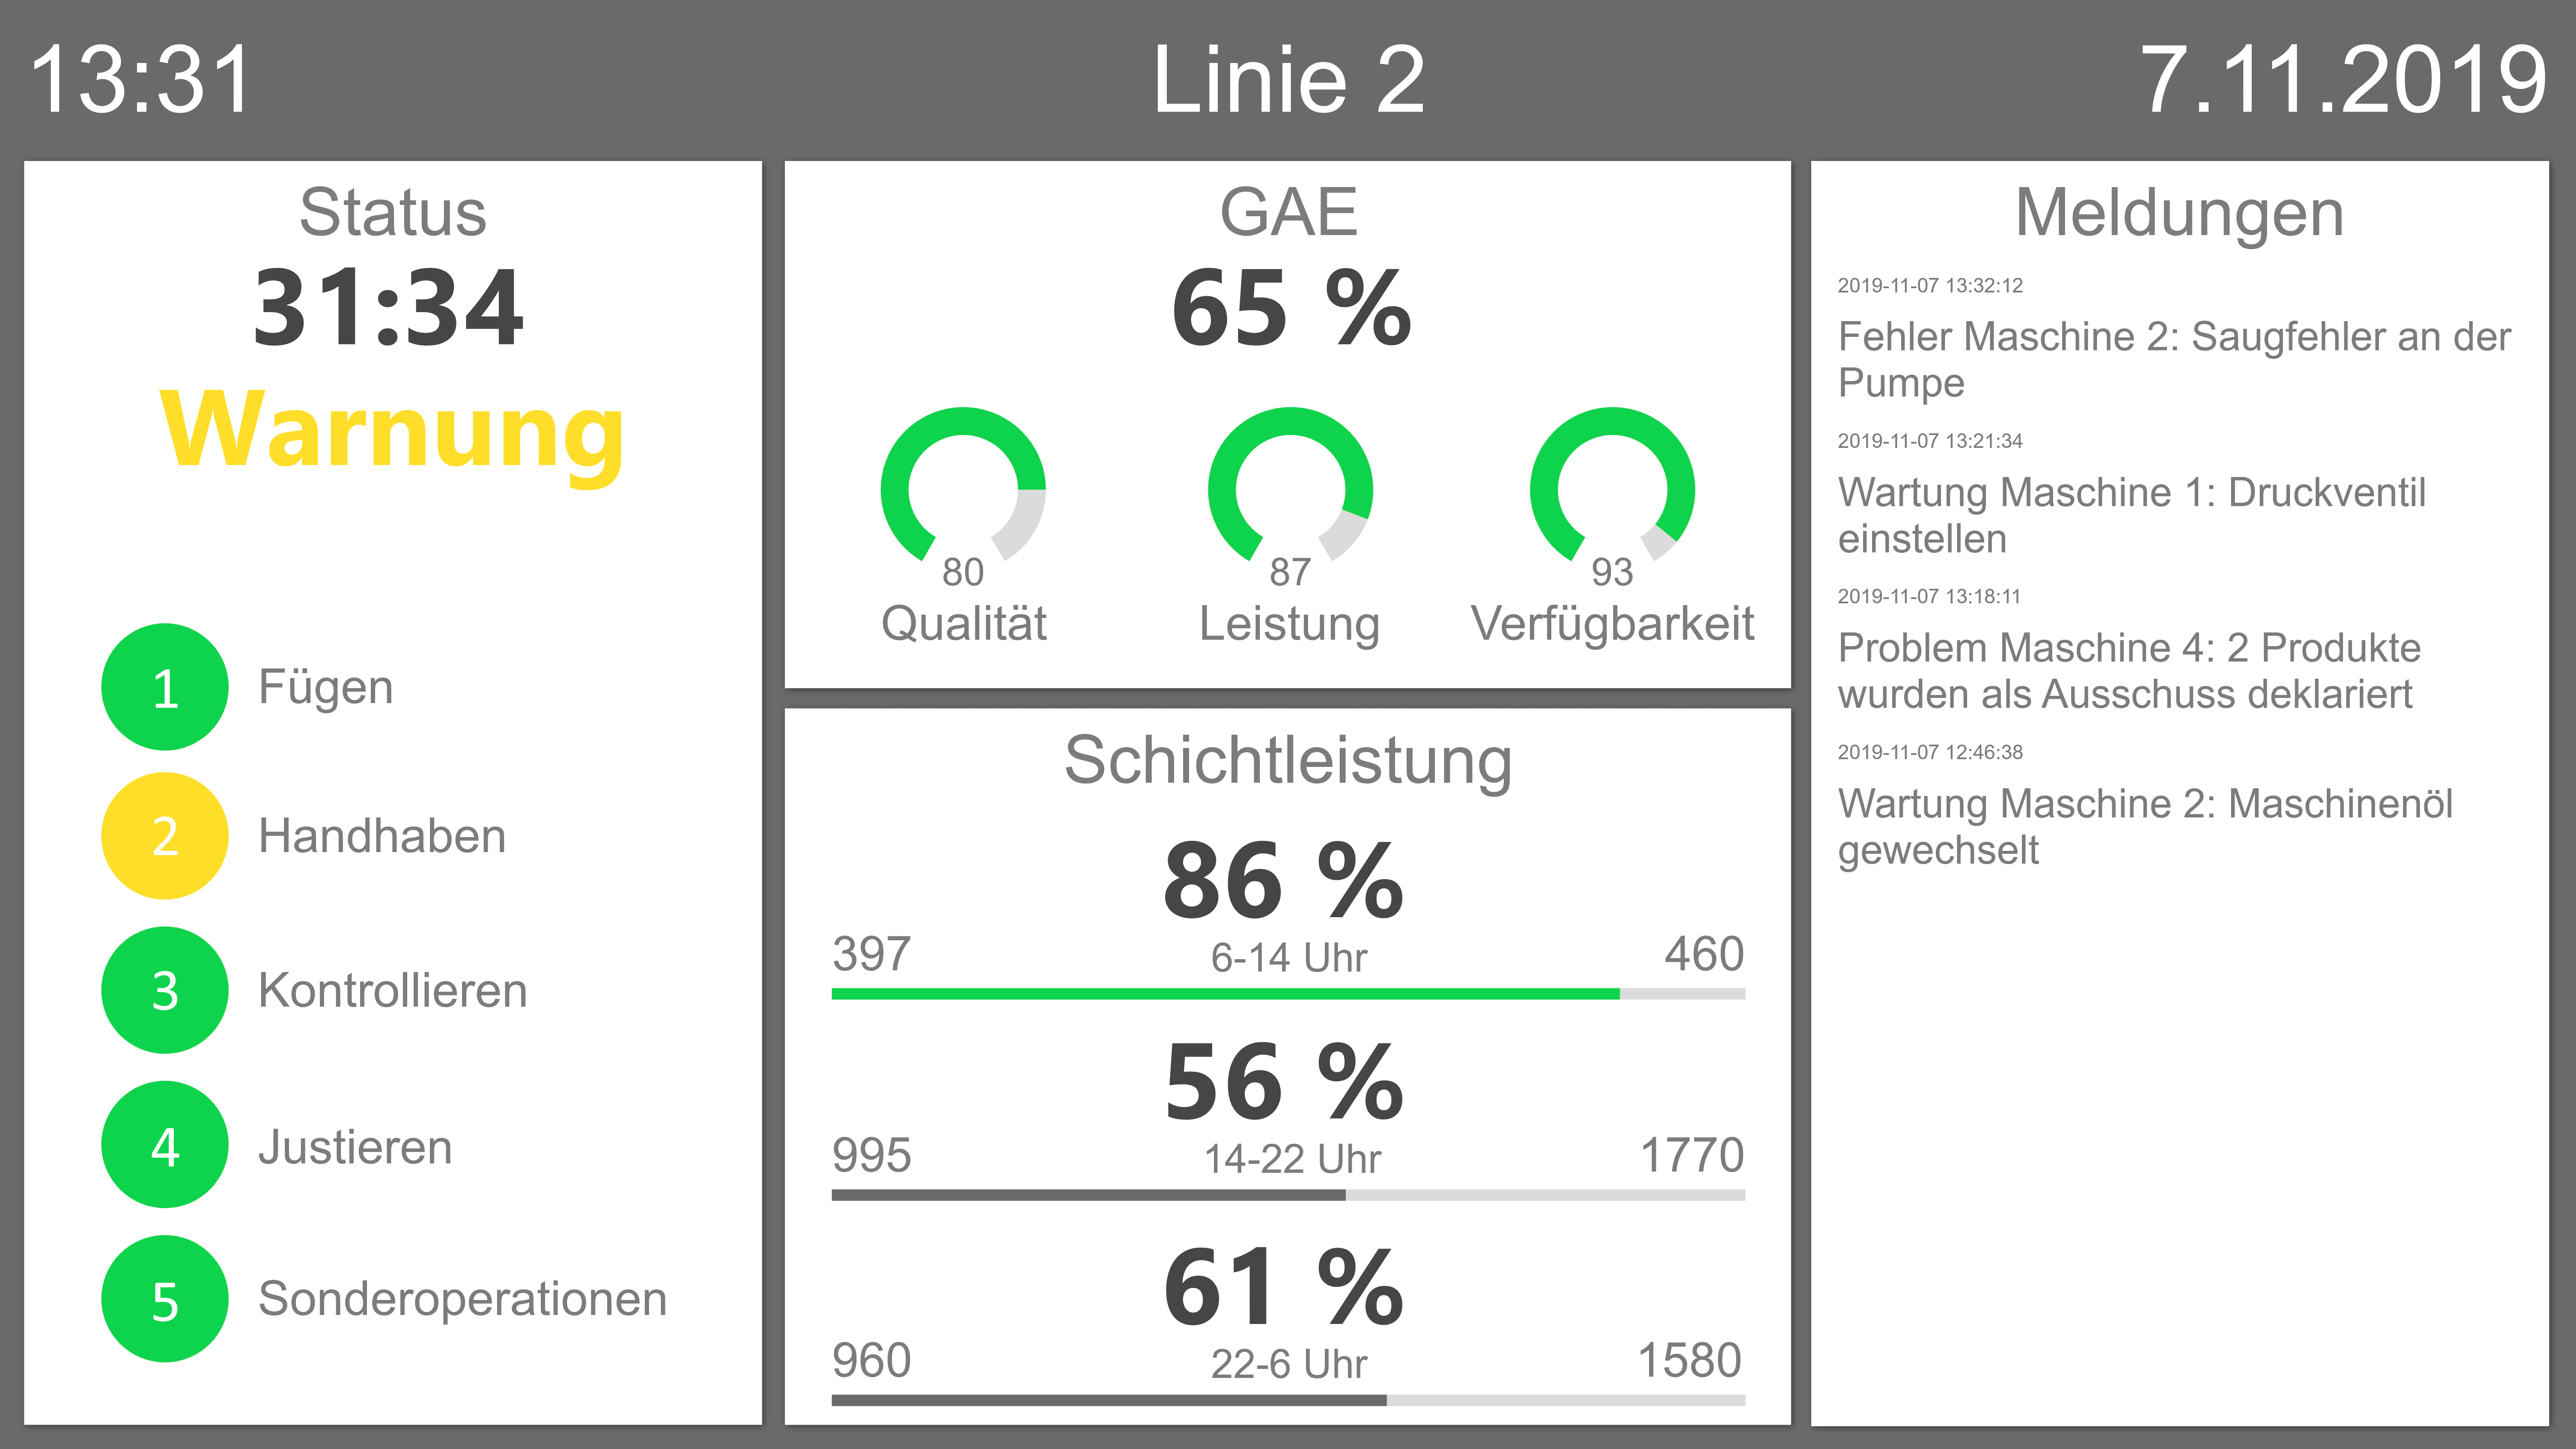 13:31
Linie 2
7.11.2019
Status
31:34
Warnung
1 Fügen
2 Handhaben
3 Kontrollieren
4 Justieren
5 Sonderoperationen
GAE
65 %
80
Qualität
87
Leistung
93
Verfügbarkeit
Schichtleistung
86 %
397 6-14 Uhr 460
56 %
995 14-22 Uhr 1770
61 %
960 22-6 Uhr 1580
Meldungen
2019-11-07 13:32:12
Fehler Maschine 2: Saugfehler an der
Pumpe
2019-11-07 13:21:34
Wartung Maschine 1: Druckventil
einstellen
2019-11-07 13:18:11
Problem Maschine 4: 2 Produkte
wurden als Ausschuss deklariert
2019-11-07 12:46:38
Wartung Maschine 2: Maschinenöl
gewechselt